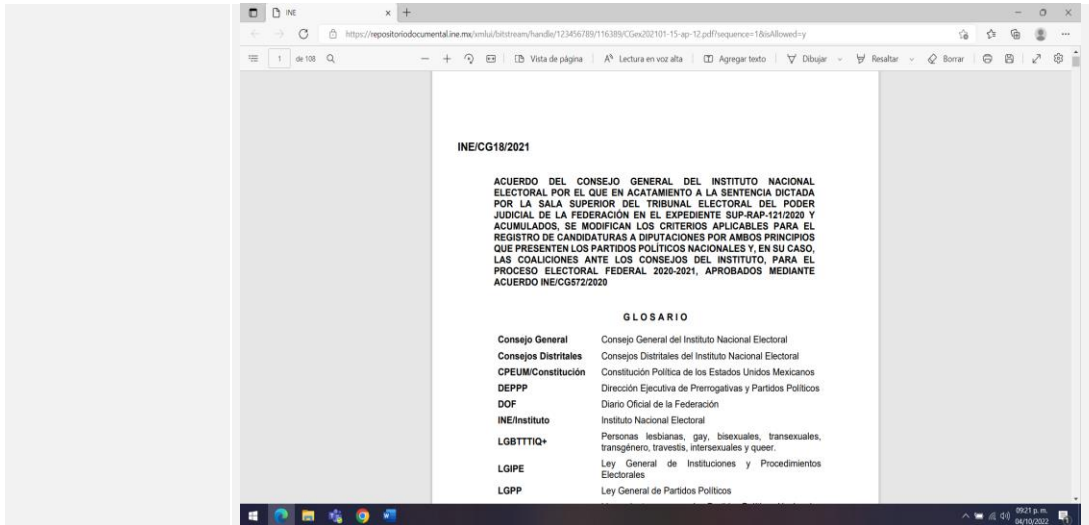 INE
https://repositoriodocumental.ine.mx/xmlui/bitstream/handle/123456789/116389/CGex202101-15-ap-12.pdf?sequence=1&isAllowed=y
1 de 108 Vista de página Lectura en voz alta Agregar texto Dibujar Resaltar Borrar
INE/CG18/2021
ACUERDO DEL CONSEJO GENERAL DEL INSTITUTO NACIONAL
ELECTORAL POR EL QUE EN ACATAMIENTO A LA SENTENCIA DICTADA
POR LA SALA SUPERIOR DEL TRIBUNAL ELECTORAL DEL PODER
JUDICIAL DE LA FEDERACIÓN EN EL EXPEDIENTE SUP-RAP-121/2020 Y
ACUMULADOS, SE MODIFICAN LOS CRITERIOS APLICABLES PARA EL
REGISTRO DE CANDIDATURAS A DIPUTACIONES POR AMBOS PRINCIPIOS
QUE PRESENTEN LOS PARTIDOS POLÍTICOS NACIONALES Y, EN SU CASO,
LAS COALICIONES ANTE LOS CONSEJOS DEL INSTITUTO, PARA EL
PROCESO ELECTORAL FEDERAL 2020-2021, APROBADOS MEDIANTE
ACUERDO INE/CG572/2020
GLOSARIO
Consejo General Consejo General del Instituto Nacional Electoral
Consejos Distritales Consejos Distritales del Instituto Nacional Electoral
CPEUM/Constitución Constitución Política de los Estados Unidos Mexicanos
DEPPP Dirección Ejecutiva de Prerrogativas y Partidos Políticos
DOF Diario Oficial de la Federación
INE/Instituto Instituto Nacional Electoral
LGBTTTIQ+ Personas lesbianas, gay, bisexuales, transexuales,
transgénero, travestis, intersexuales y queer.
LGIPE Ley General de Instituciones y Procedimientos
Electorales
LGPP Ley General de Partidos Políticos
09:21 p. m.
04/10/2022